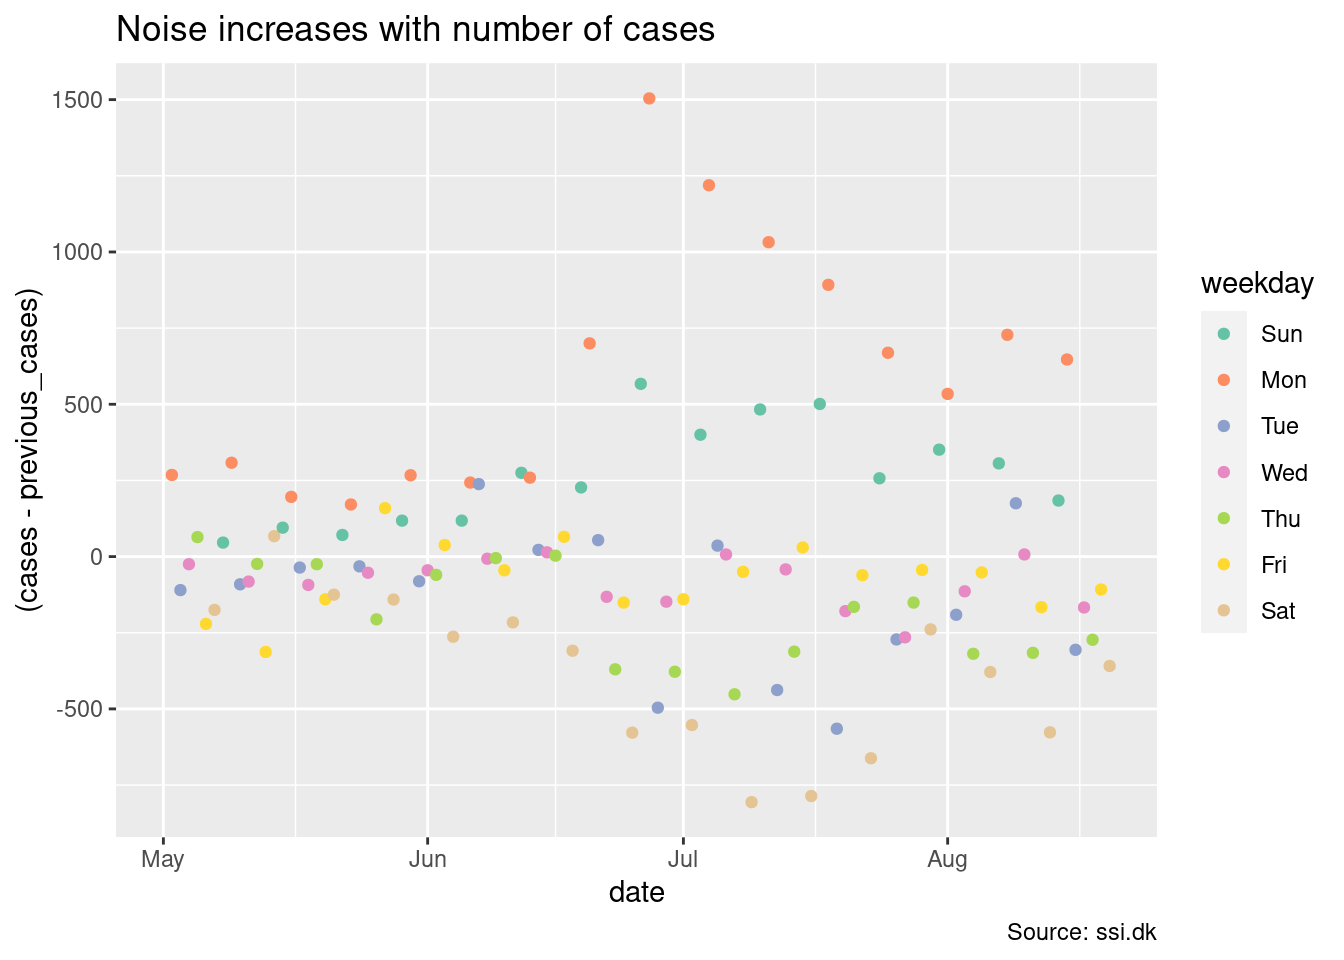 Noise increases with number of cases
(cases - previous_cases)
1500
1000
500
0
-500
May Jun Jul Aug
date
weekday
Sun
Mon
Tue
Wed
Thu
Fri
Sat
Source: ssi.dk